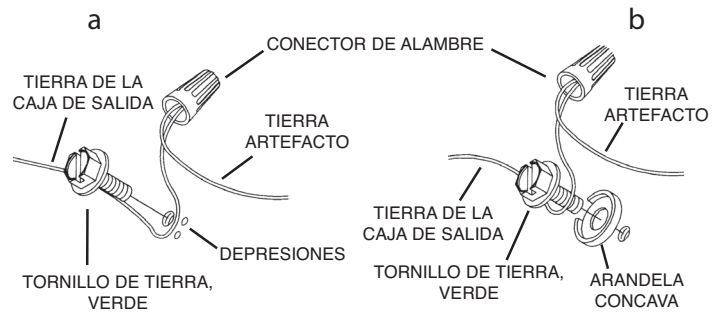 a
b
CONECTOR DE ALAMBRE
TIERRA DE LA
CAJA DE SALIDA
TIERRA
ARTEFACTO
DEPRESIONES
TORNILLO DE TIERRA,
VERDE
TIERRA
ARTEFACTO
TIERRA DE LA
CAJA DE SALIDA
TORNILLO DE TIERRA,
VERDE
ARANDELA
CONCAVA